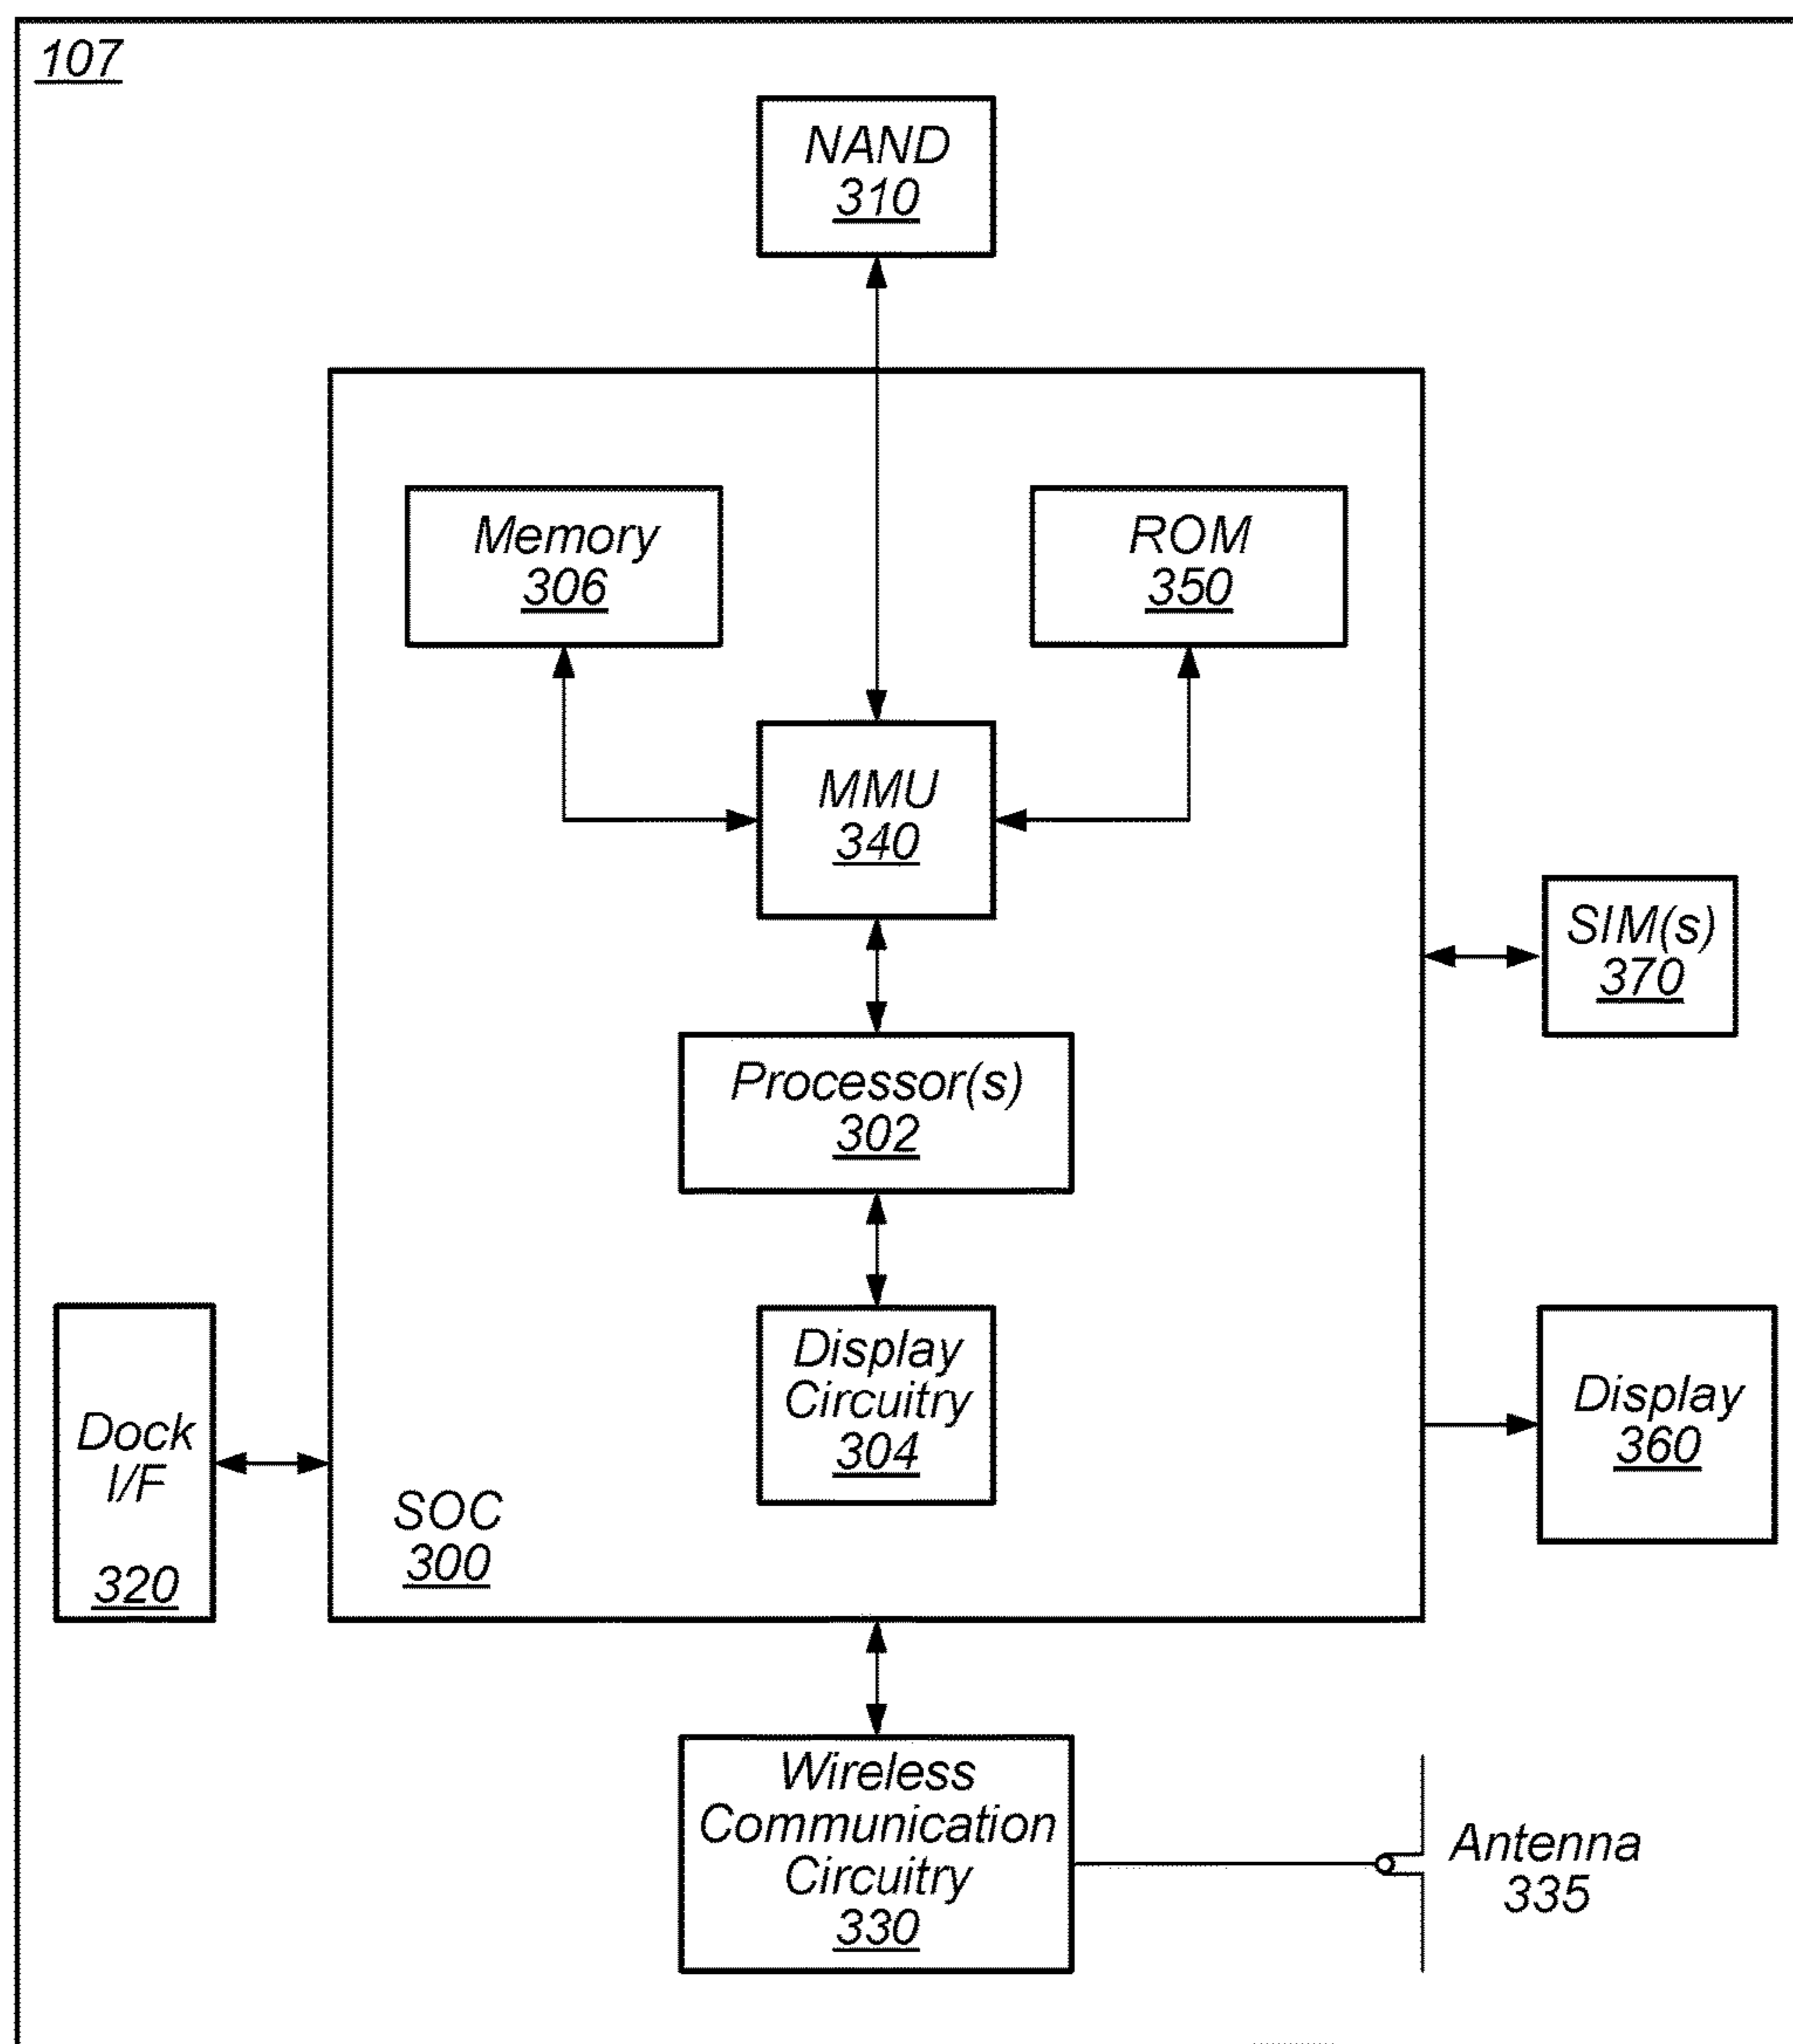 107
NAND
310
Memory
306
ROM
350
MMU
340
SIM(s)
370
Processor(s)
302
Display
Circuitry
304
Display
360
Dock
I/F
320
SOC
300
Wireless
Communication
Circuitry
330
Antenna
335